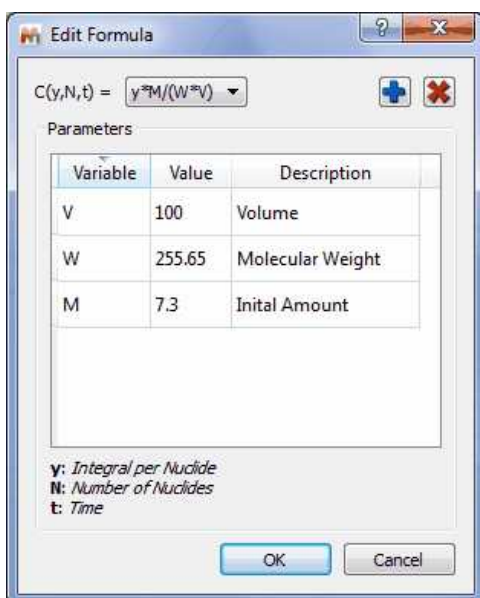 Edit Formula
C(y,N,t) = y*M/(W*V)
Parameters
Variable Value Description
V 100 Volume
W 255.65 Molecular Weight
M 7.3 Inital Amount
y: Integral per Nuclide
N: Number of Nuclides
t: Time
OK Cancel